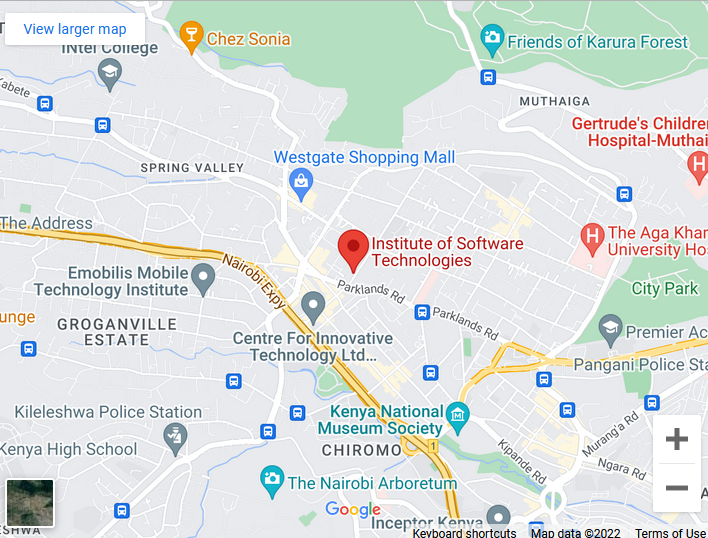 View larger map
Intel College
Chez Sonia
Friends of Karura Forest
Kabete
MUTHAIGA
Gertrude's Children
Hospital-Muthai
Westgate Shopping Mall
SPRING VALLEY
The Address
Institute of Software
Technologies
The Aga Khan
University Hos
Nairobi Expy
Emobilis Mobile
Technology Institute
Parklands Rd
City Park
unge
GROGANVILLE
ESTATE
Parklands Rd
Centre For Innovative
Technology Ltd...
Premier Ac
Pangani Police Sta
Kileleshwa Police Station
Kenya National
Museum Society
Murang'a Rd
Kenya High School
CHIROMO
1
Kipande Rd
Ngara Rd
The Nairobi Arboretum
Google
Inceptor Kenya
ESHWA
Keyboard shortcuts
Map data ©2022
Terms of Use